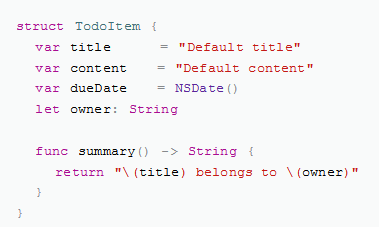 struct TodoItem {
var title = "Default title"
var content = "Default content"
var dueDate = NSDate()
let owner: String
func summary() -> String {
return "\(title) belongs to \(owner)"
}
}